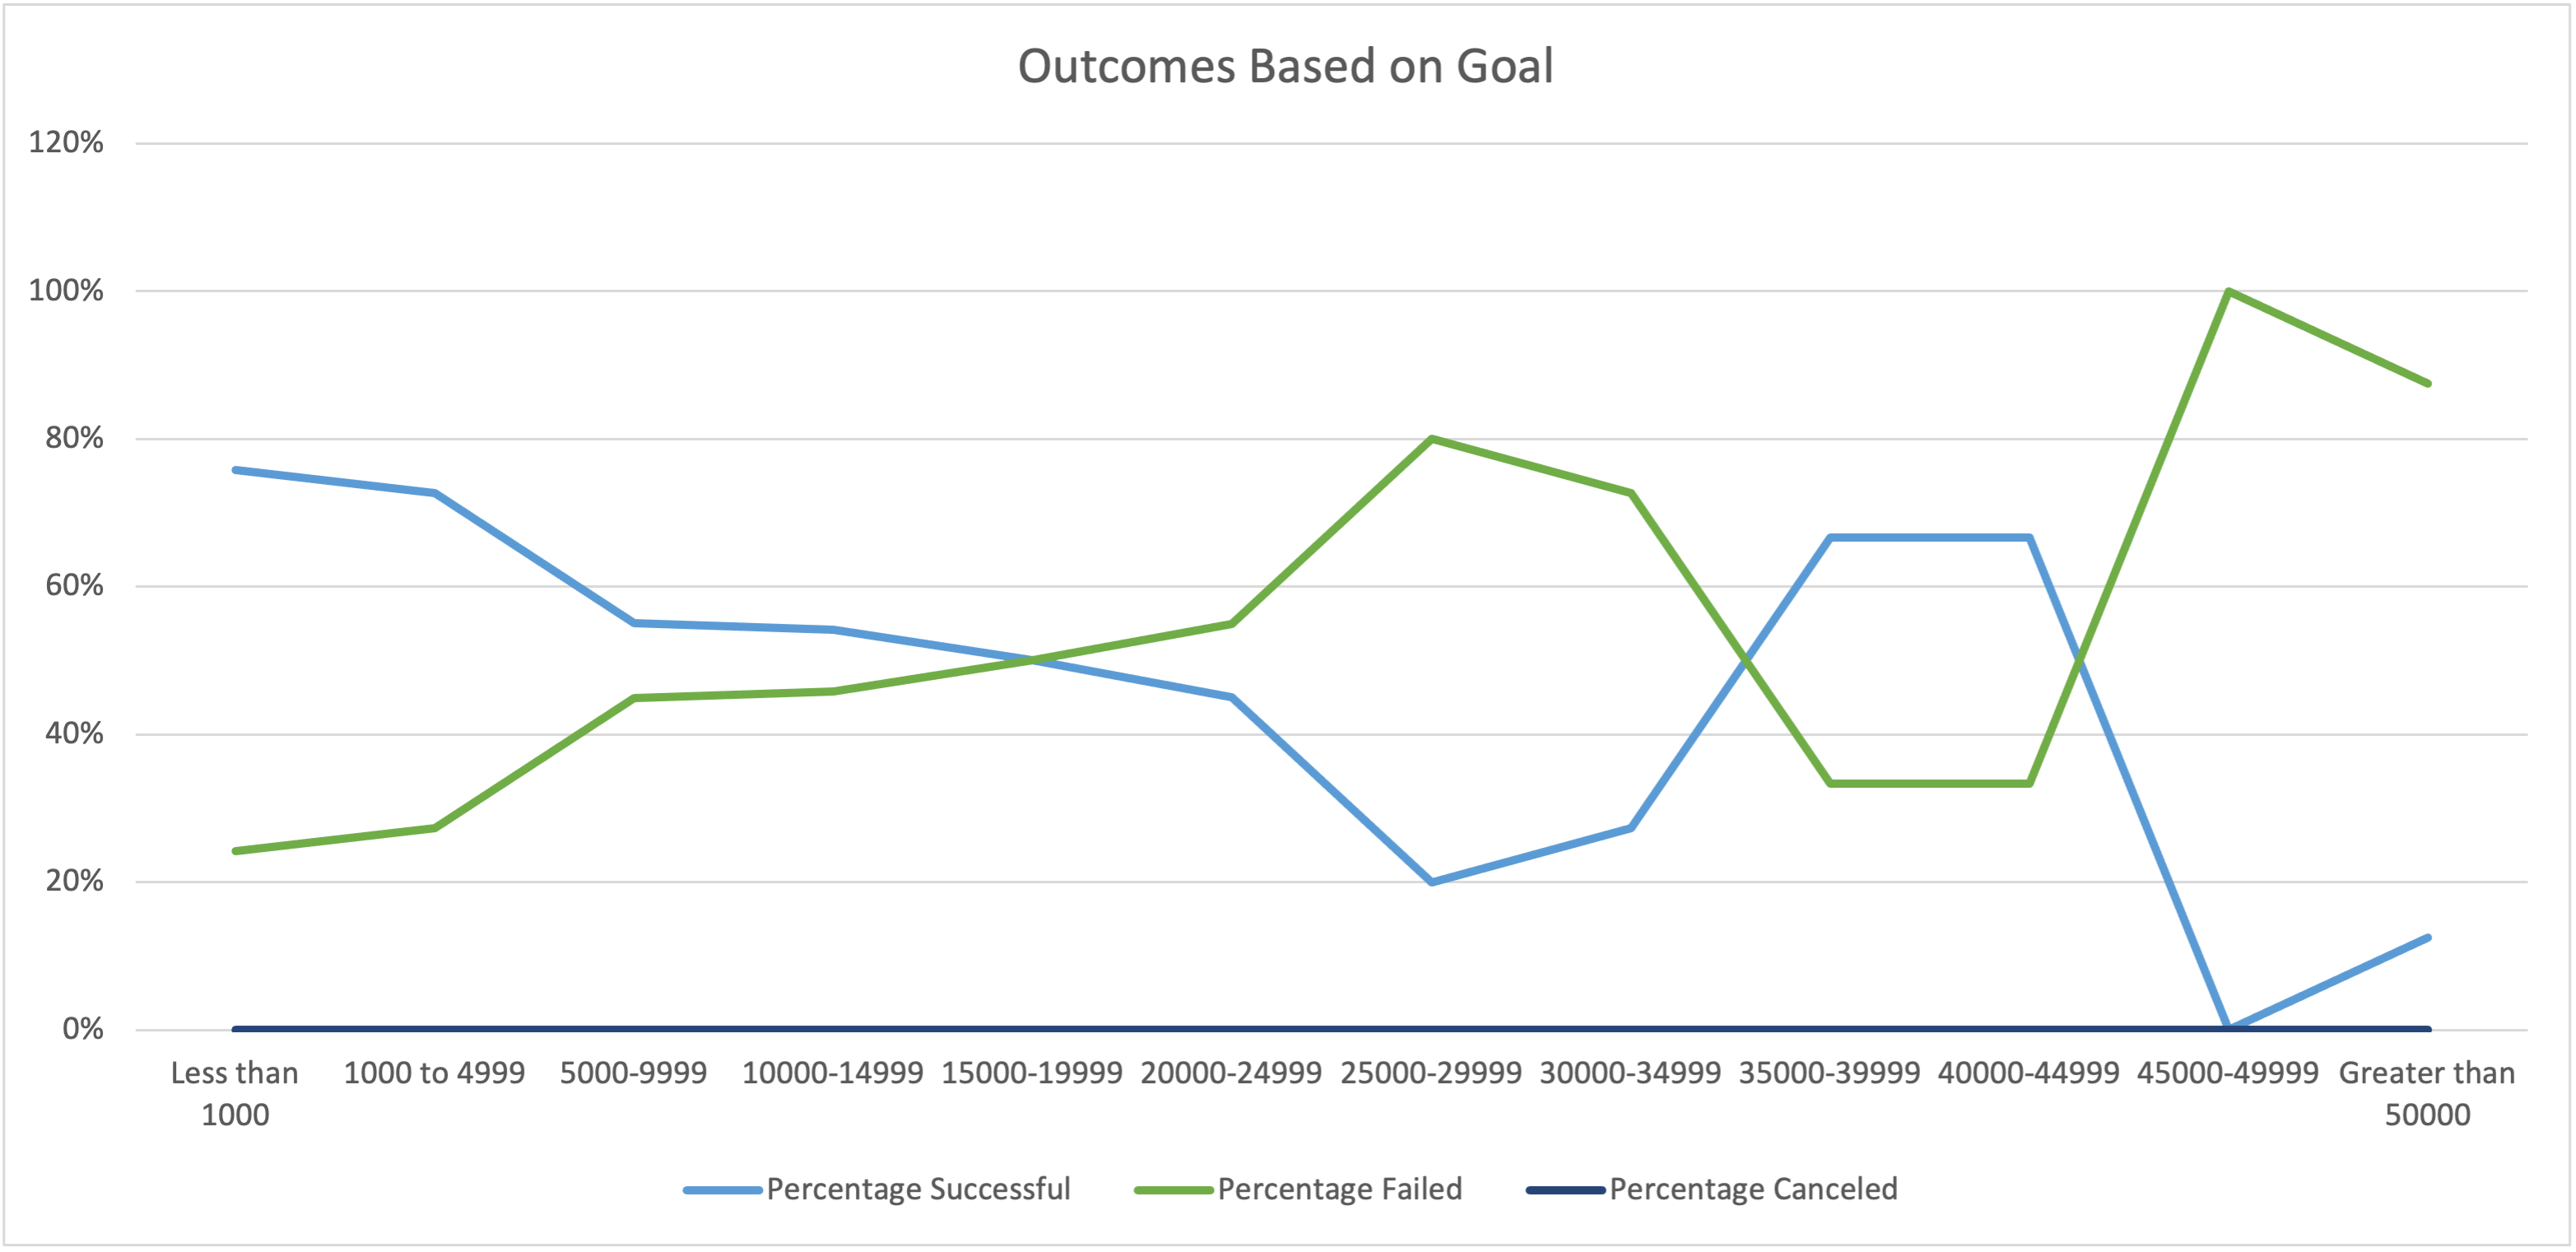 Outcomes Based on Goal
120%
100%
80%
60%
40%
20%
0%
Less than 1000 to 4999 5000-9999 10000-14999 15000-19999 20000-24999 25000-29999 30000-34999 35000-39999 40000-44999 45000-49999 Greater than
1000 50000
Percentage Successful Percentage Failed Percentage Canceled